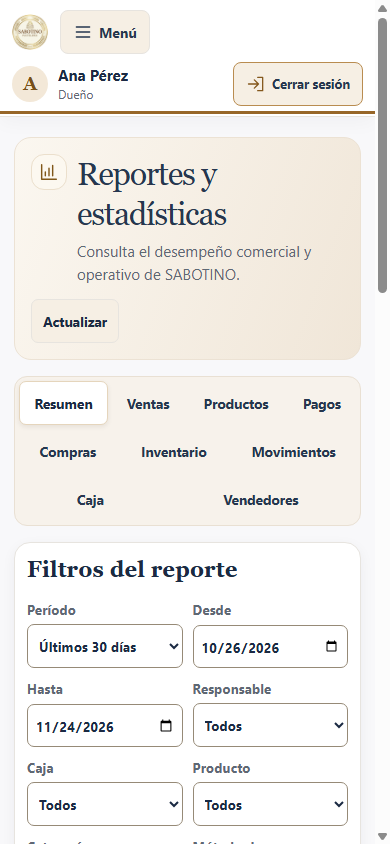 SABOTINO
Menú
A
Ana Pérez
Dueño
Cerrar sesión
Reportes y
estadísticas
Consulta el desempeño comercial y
operativo de SABOTINO.
Actualizar
Resumen Ventas Productos Pagos
Compras Inventario Movimientos
Caja Vendedores
Filtros del reporte
Período Desde
Últimos 30 días 10/26/2026
Hasta Responsable
11/24/2026 Todos
Caja Producto
Todos Todos